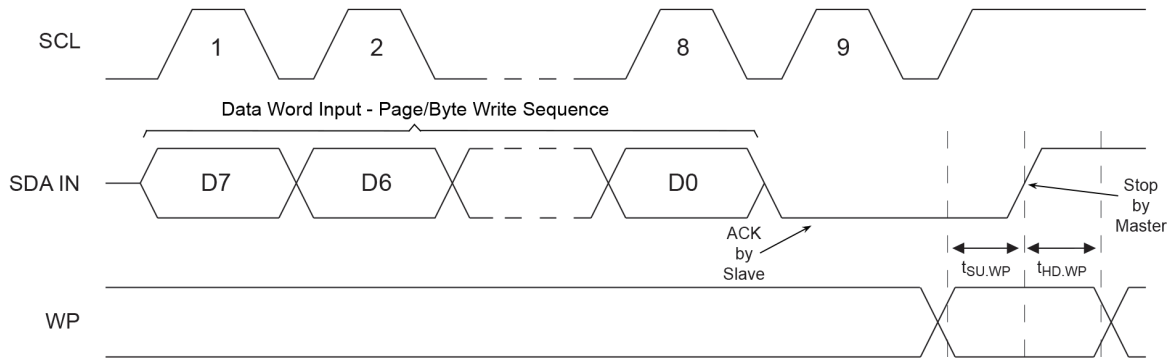 SCL
1
2
8
9
Data Word Input - Page/Byte Write Sequence
SDA IN
D7
D6
D0
ACK
by
Slave
Stop
by
Master
tSU.WP
tHD.WP
WP